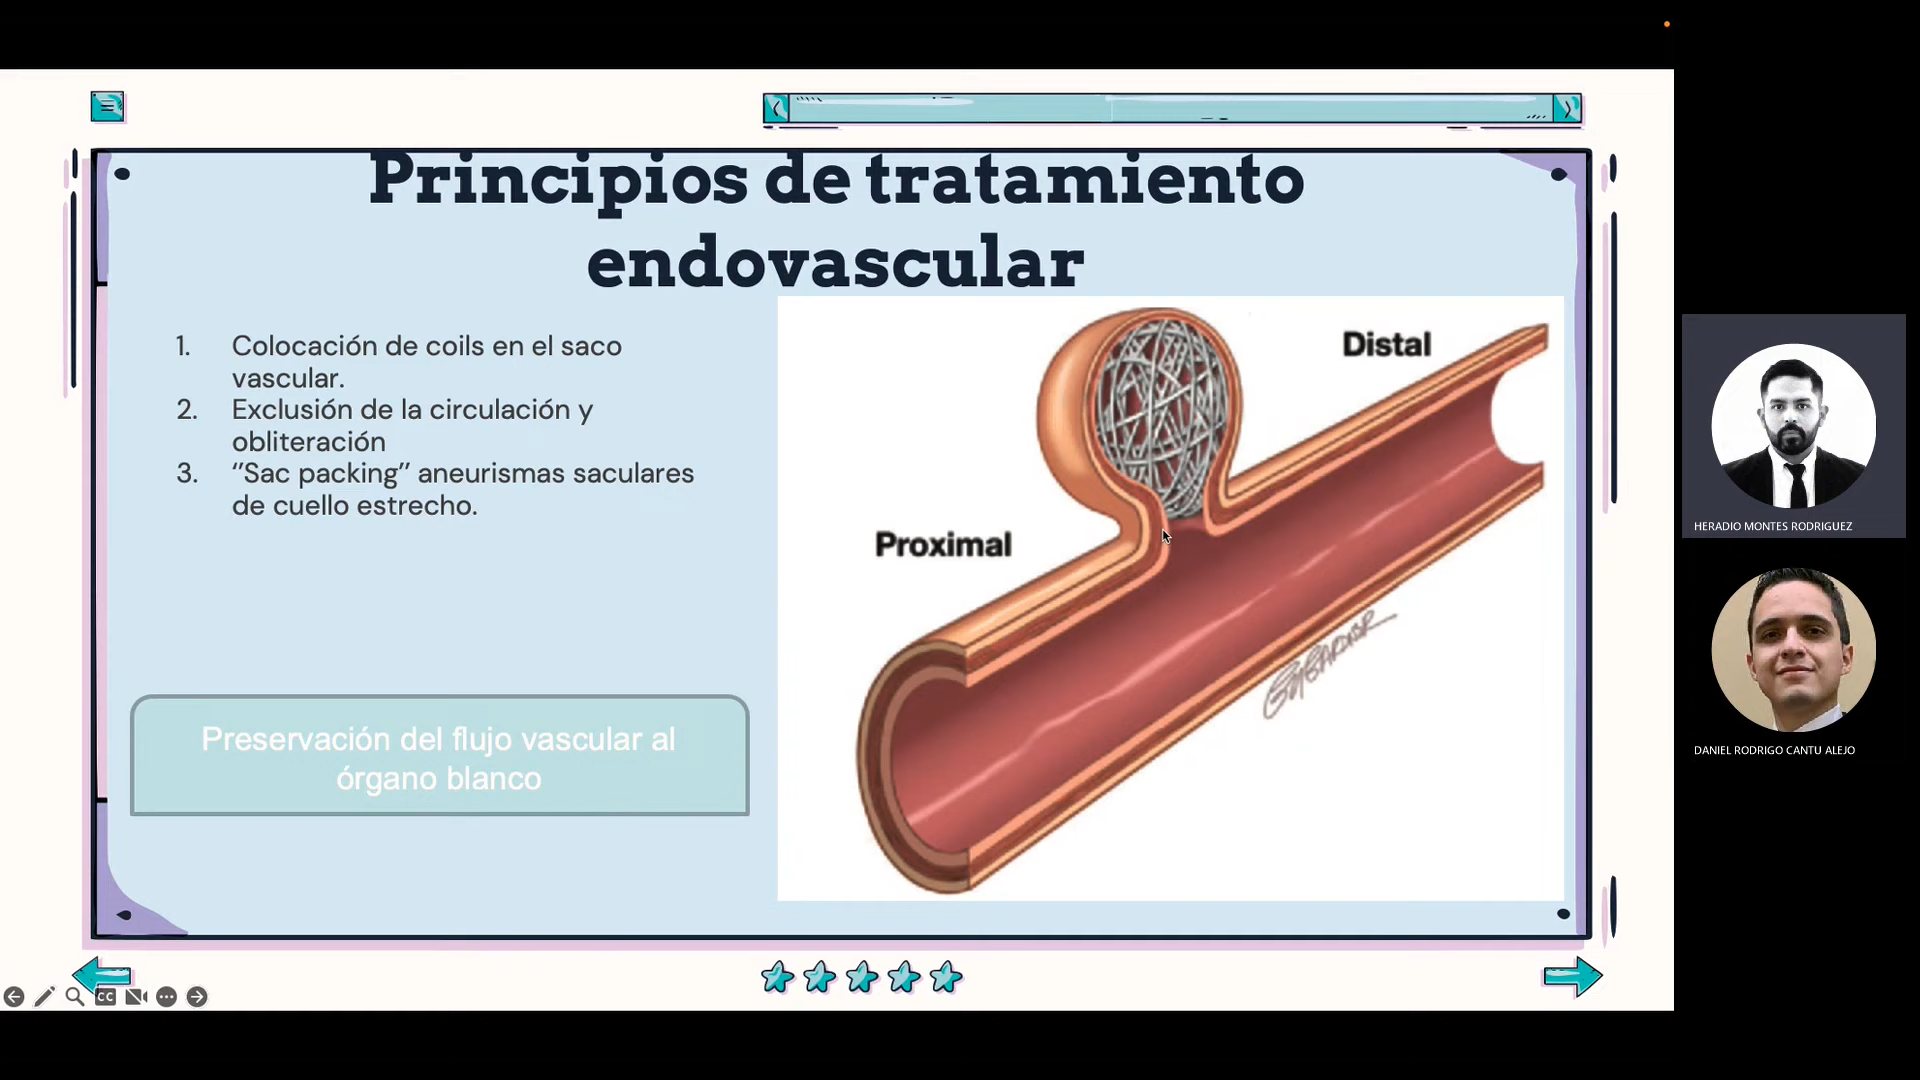 Principios de tratamiento
endovascular
1. Colocación de coils en el saco
vascular.
2. Exclusión de la circulación y
obliteración
3. ‘’Sac packing’’ aneurismas saculares
de cuello estrecho.
Preservación del flujo vascular al
órgano blanco
Distal
Proximal
HERADIO MONTES RODRIGUEZ
DANIEL RODRIGO CANTU ALEJO
CC